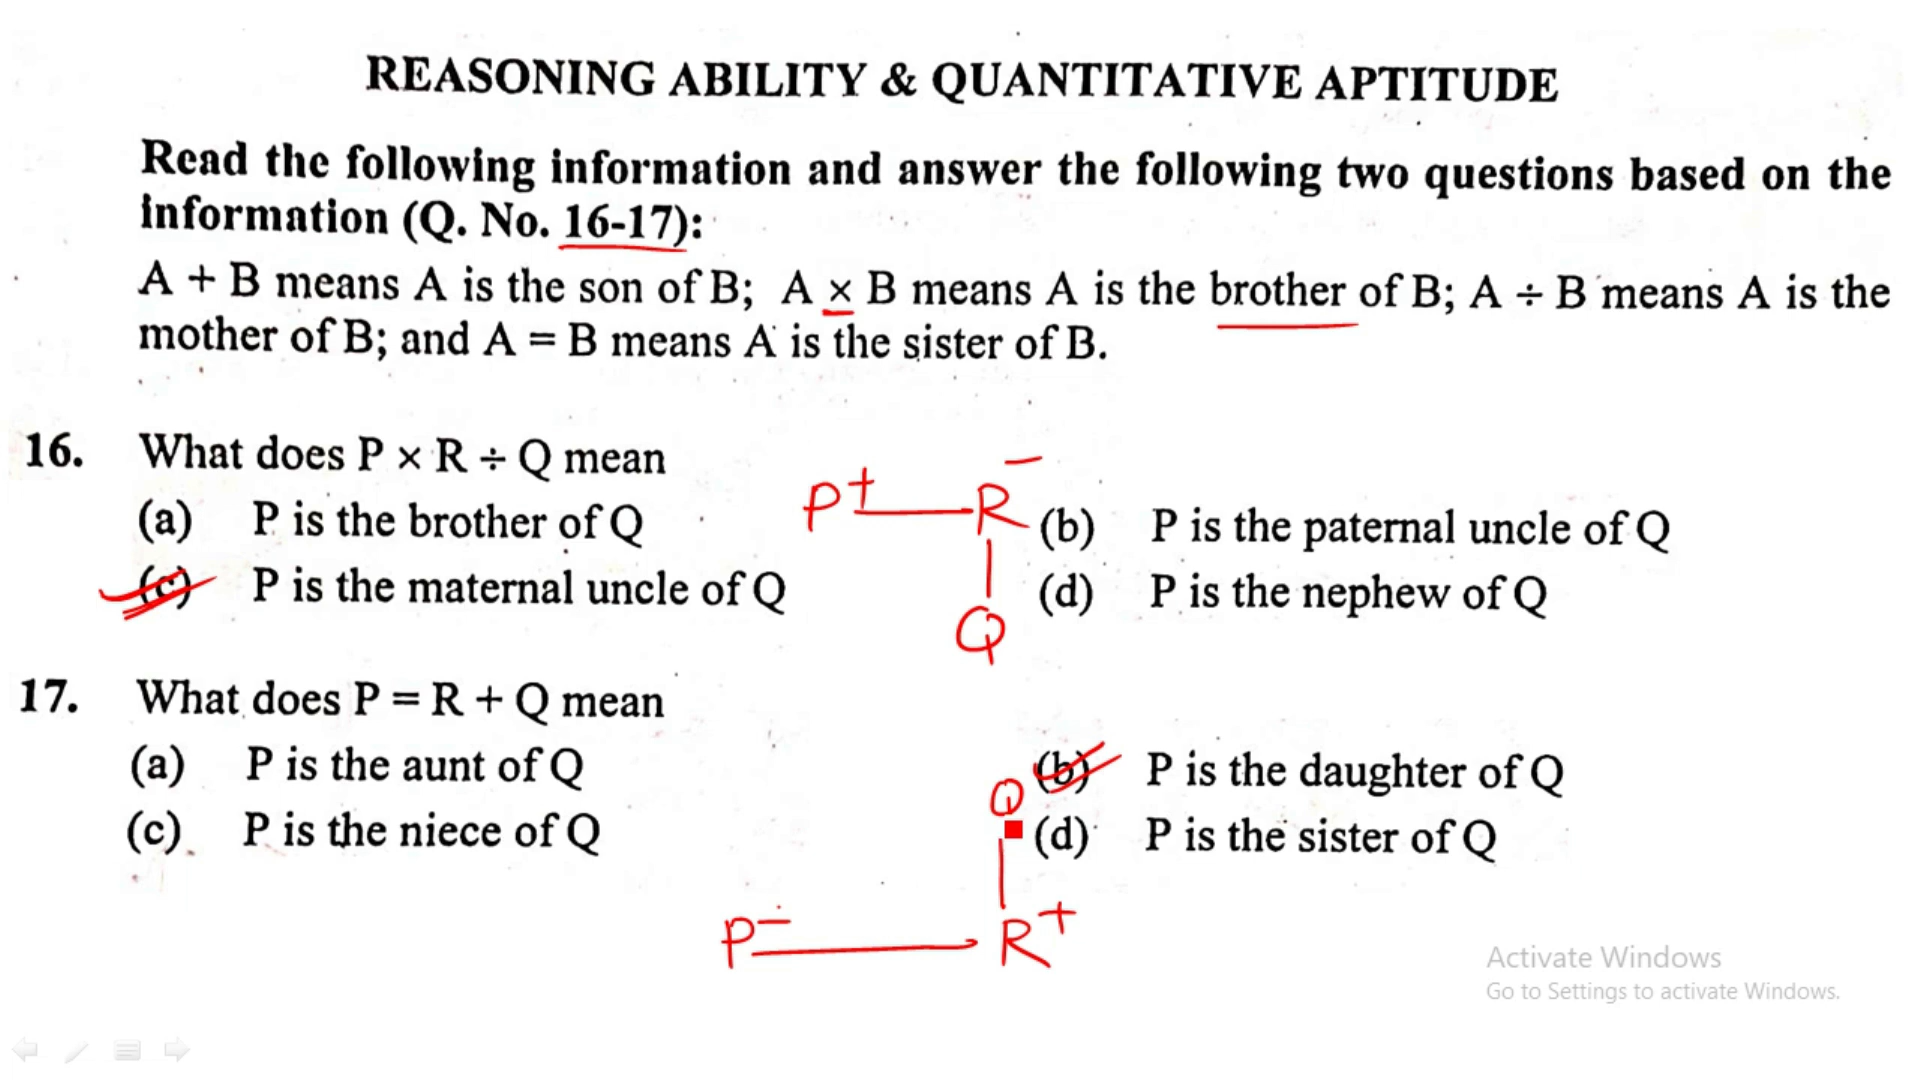 REASONING ABILITY & QUANTITATIVE APTITUDE
Read the following information and answer the following two questions based on the
information (Q. No. 16-17):
A + B means A is the son of B; A × B means A is the brother of B; A ÷ B means A is the
mother of B; and A = B means A is the sister of B.
16. What does P × R ÷ Q mean
(a) P is the brother of Q
(b) P is the paternal uncle of Q
(c) P is the maternal uncle of Q
(d) P is the nephew of Q
P+ — R −
Q
17. What does P = R + Q mean
(a) P is the aunt of Q
(b) P is the daughter of Q
(c) P is the niece of Q
(d) P is the sister of Q
Q
P− — R+
Activate Windows
Go to Settings to activate Windows.